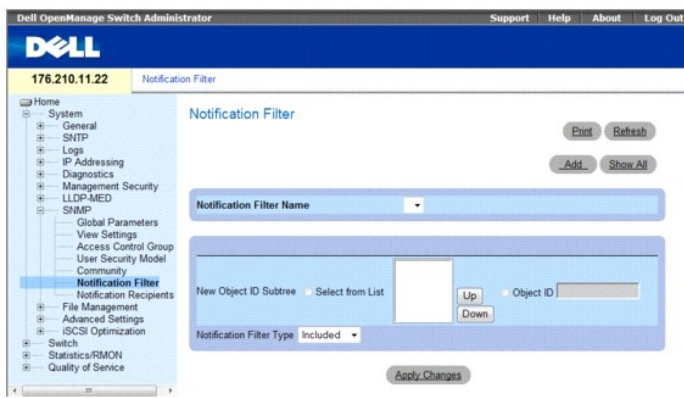 Dell OpenManage Switch Administrator
Support Help About Log Out
DELL
176.210.11.22
Notification Filter
Home
System
General
SNTP
Logs
IP Addressing
Diagnostics
Management Security
LLDP-MED
SNMP
Global Parameters
View Settings
Access Control Group
User Security Model
Community
Notification Filter
Notification Recipients
File Management
Advanced Settings
iSCSI Optimization
Switch
Statistics/RMON
Quality of Service
Notification Filter
Print Refresh
Add Show All
Notification Filter Name
New Object ID Subtree Select from List Up Down Object ID
Notification Filter Type Included
Apply Changes